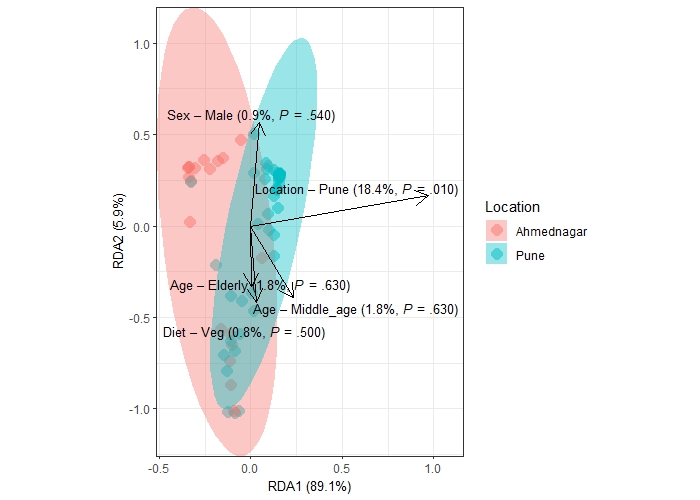 1.0
0.5
0.0
-0.5
-1.0
RDA2 (5.9%)
Sex – Male (0.9%, P = .540)
Location – Pune (18.4%, P = .010)
Age – Elderly (1.8%, P = .630)
Age – Middle_age (1.8%, P = .630)
Diet – Veg (0.8%, P = .500)
-0.5 0.0 0.5 1.0
RDA1 (89.1%)
Location
Ahmednagar
Pune